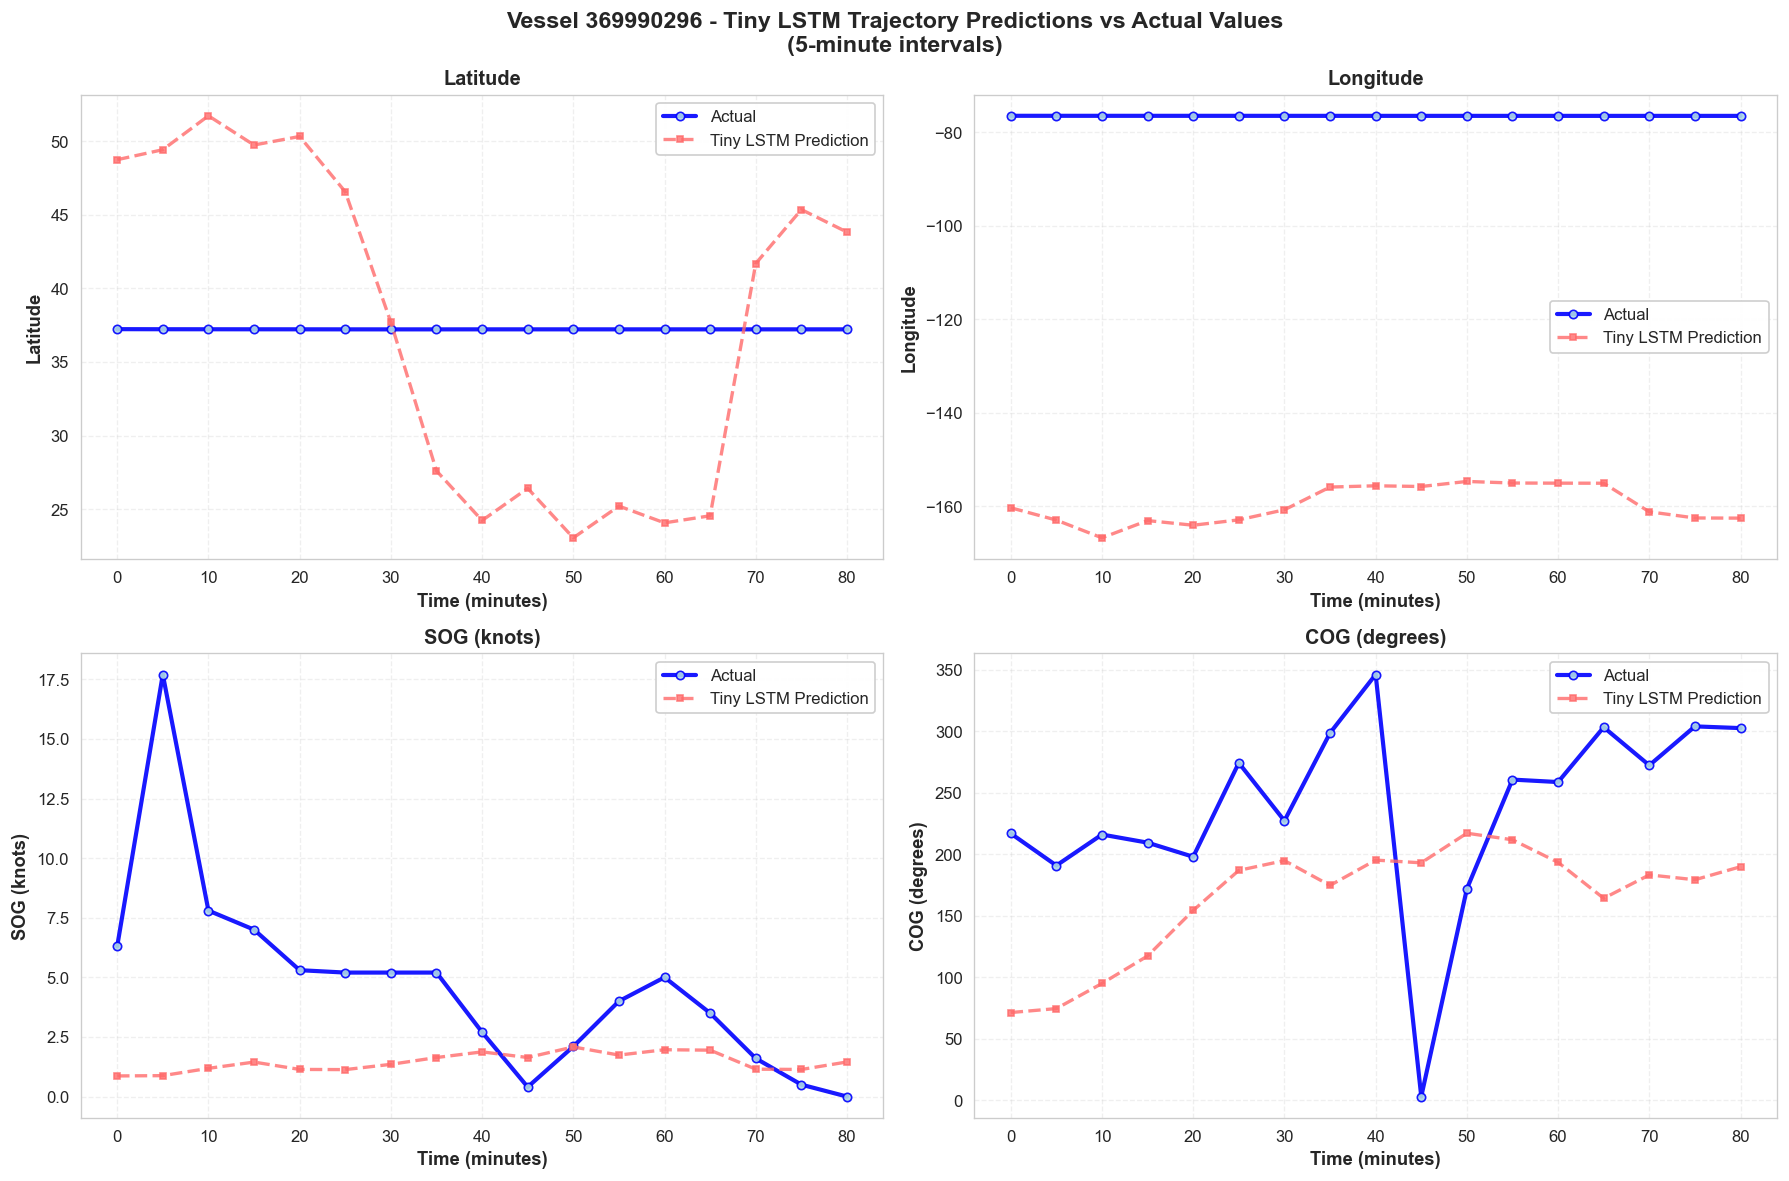 Vessel 369990296 - Tiny LSTM Trajectory Predictions vs Actual Values
(5-minute intervals)
Latitude
Actual
Tiny LSTM Prediction
Latitude
50
45
40
35
30
25
0 10 20 30 40 50 60 70 80
Time (minutes)
Longitude
Actual
Tiny LSTM Prediction
Longitude
−80
−100
−120
−140
−160
0 10 20 30 40 50 60 70 80
Time (minutes)
SOG (knots)
Actual
Tiny LSTM Prediction
SOG (knots)
17.5
15.0
12.5
10.0
7.5
5.0
2.5
0.0
0 10 20 30 40 50 60 70 80
Time (minutes)
COG (degrees)
Actual
Tiny LSTM Prediction
COG (degrees)
350
300
250
200
150
100
50
0
0 10 20 30 40 50 60 70 80
Time (minutes)